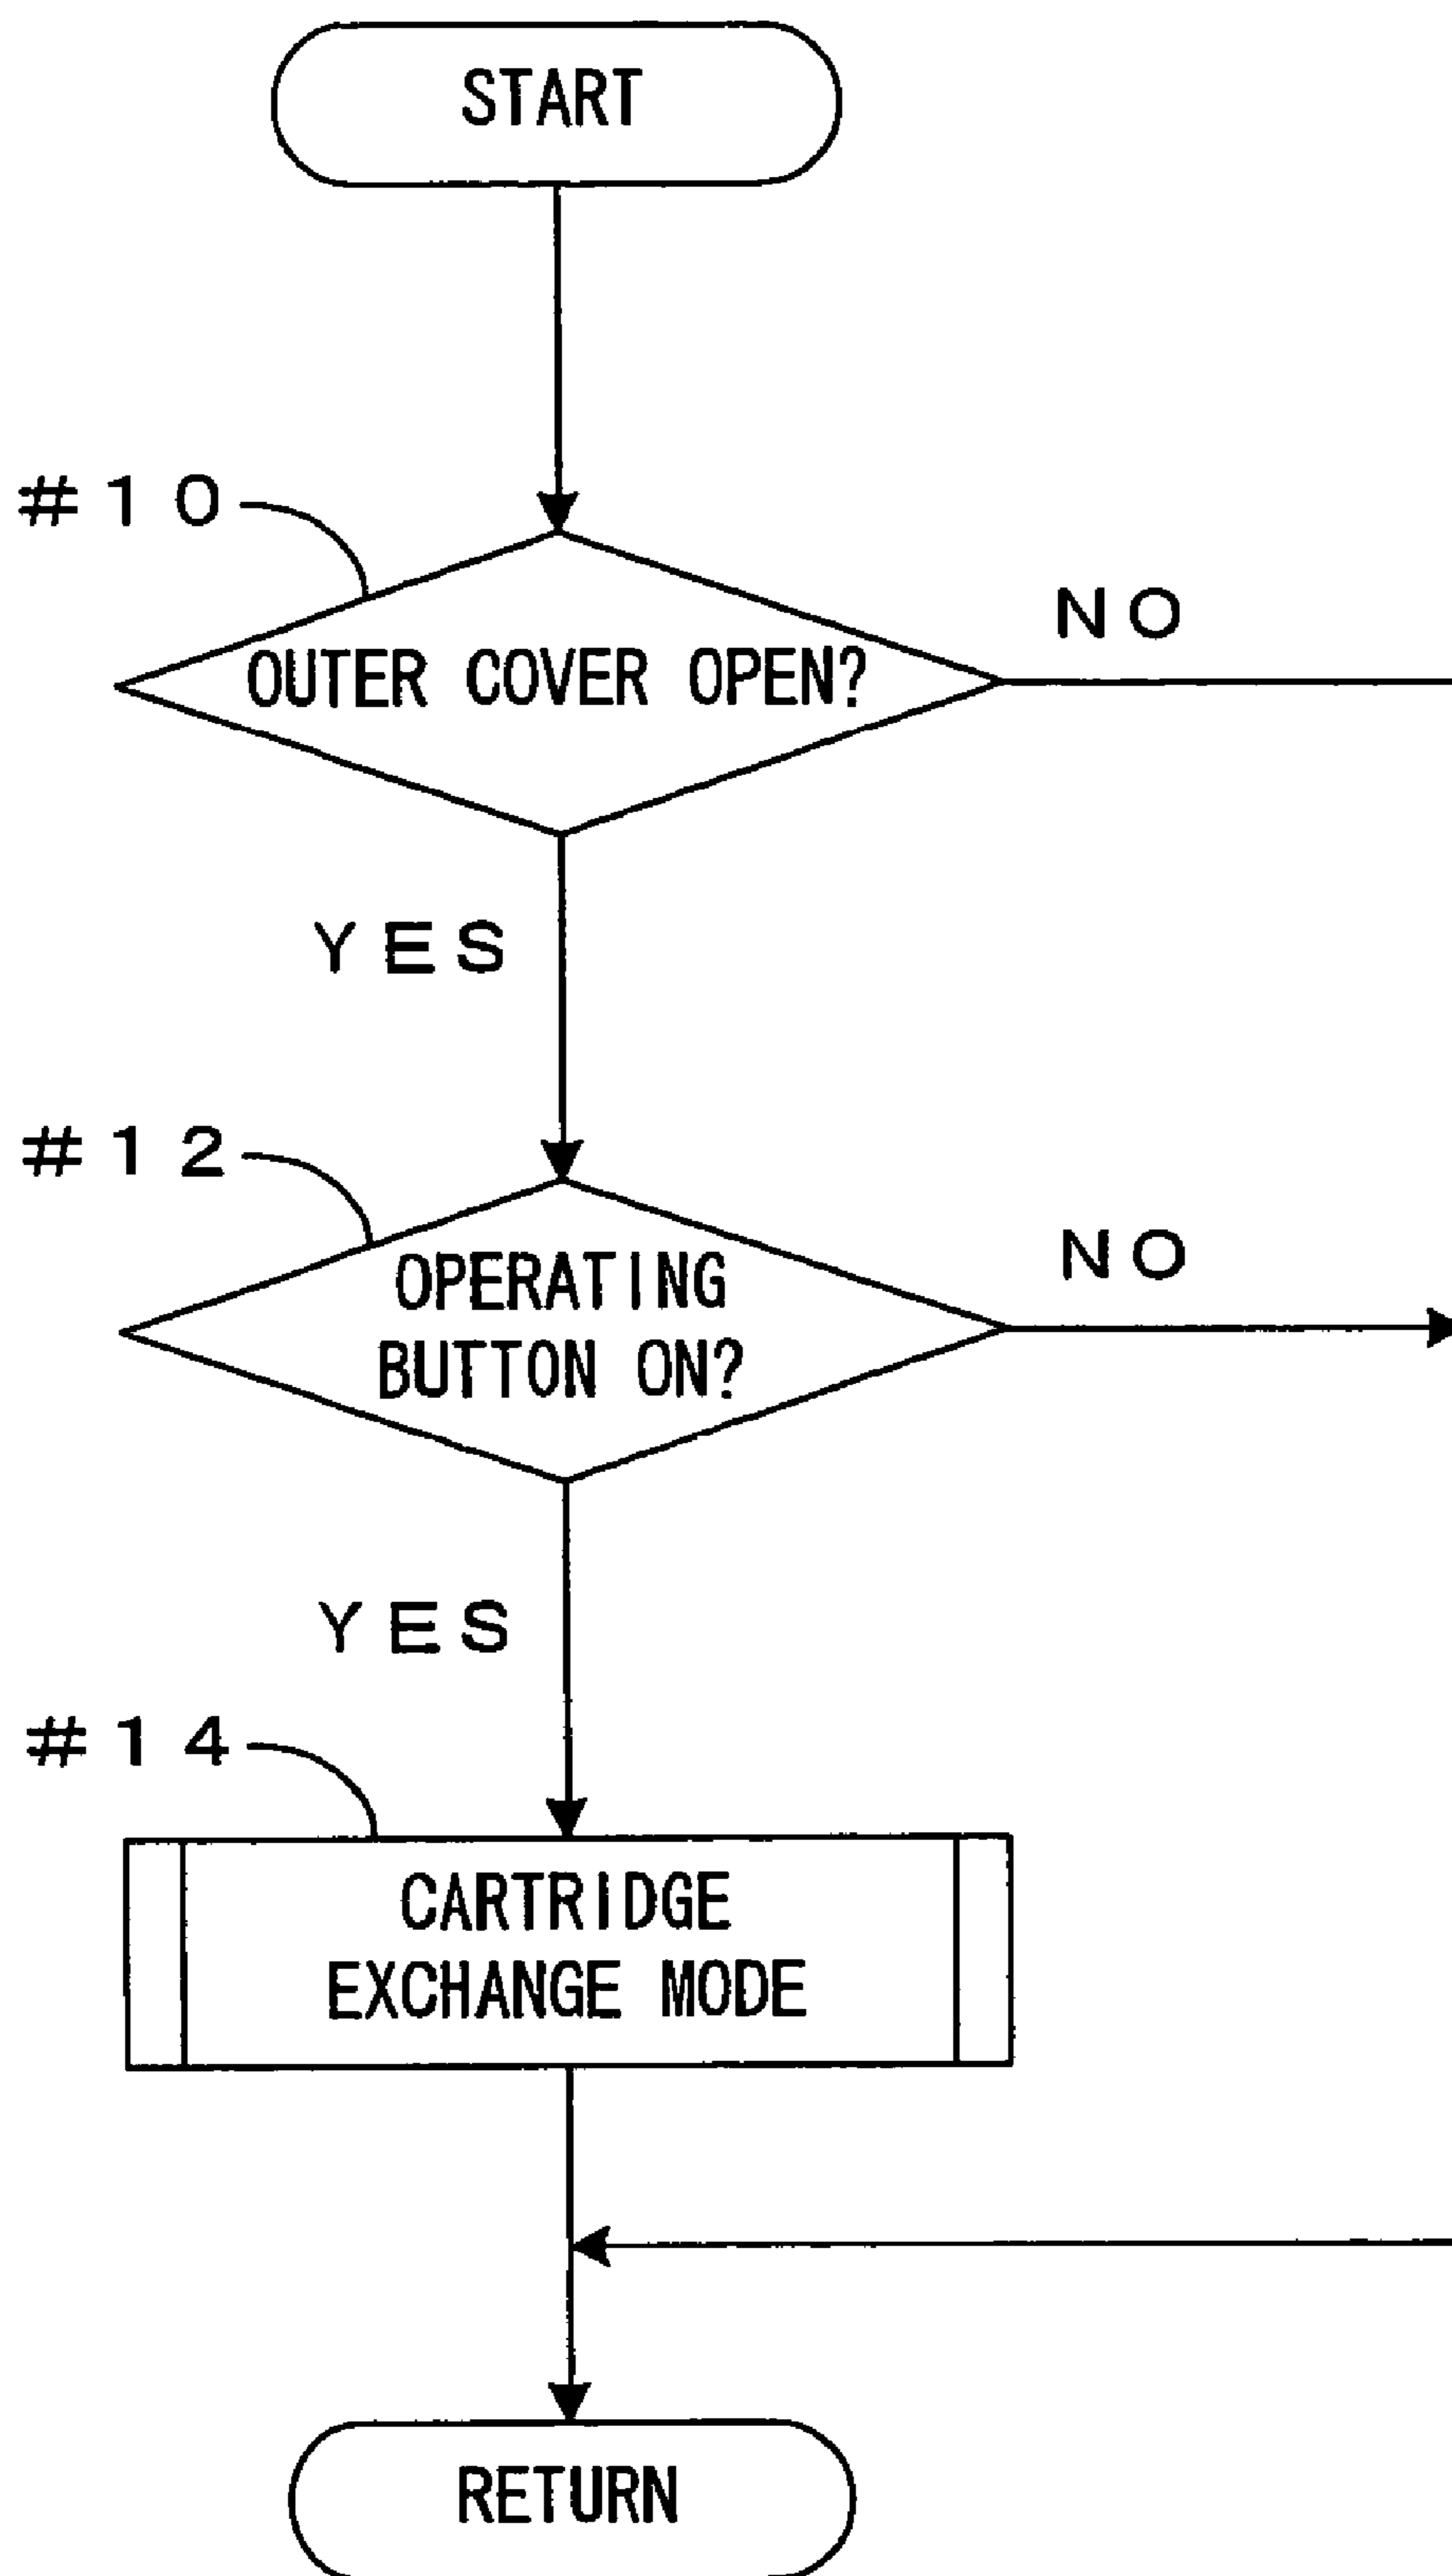 START
#10
NO
OUTER COVER OPEN?
YES
#12
NO
OPERATING
BUTTON ON?
YES
#14
CARTRIDGE
EXCHANGE MODE
RETURN